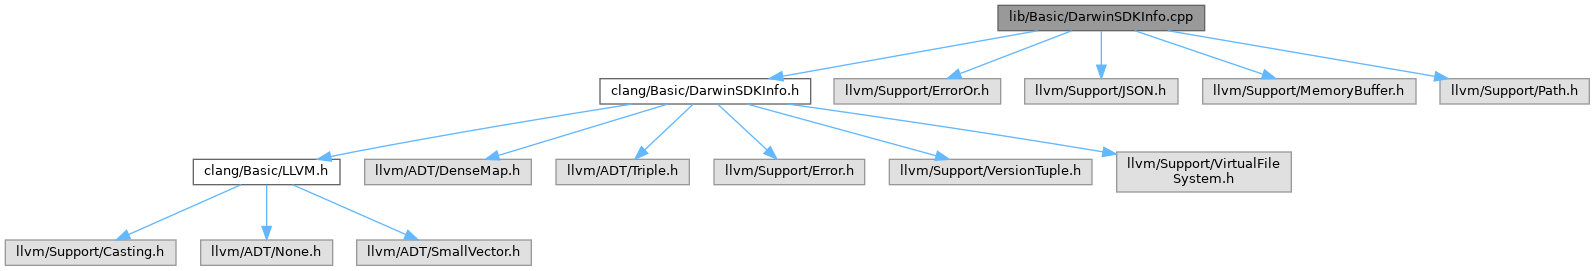 lib/Basic/DarwinSDKInfo.cpp
clang/Basic/DarwinSDKInfo.h
llvm/Support/ErrorOr.h
llvm/Support/JSON.h
llvm/Support/MemoryBuffer.h
llvm/Support/Path.h
clang/Basic/LLVM.h
llvm/ADT/DenseMap.h
llvm/ADT/Triple.h
llvm/Support/Error.h
llvm/Support/VersionTuple.h
llvm/Support/VirtualFile
System.h
llvm/Support/Casting.h
llvm/ADT/None.h
llvm/ADT/SmallVector.h